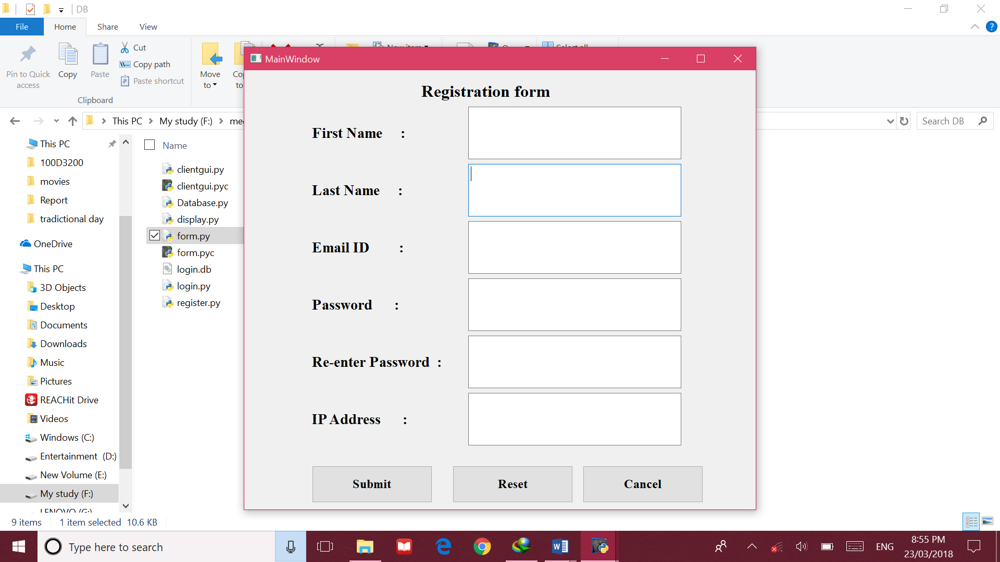 DB
File Home Share View
Pin to Quick access
Copy
Paste
Cut
Copy path
Paste shortcut
Clipboard
Move to
MainWindow
Registration form
First Name :
Last Name :
Email ID :
Password :
Re-enter Password :
IP Address :
Submit Reset Cancel
This PC
My study (F:)
Search DB
This PC
100D3200
movies
Report
tradictional day
OneDrive
This PC
3D Objects
Desktop
Documents
Downloads
Music
Pictures
REACHit Drive
Videos
Windows (C:)
Entertainment (D:)
New Volume (E:)
My study (F:)
LENOVO (G:)
Name
clientgui.py
clientgui.pyc
Database.py
display.py
form.py
form.pyc
login.db
login.py
register.py
9 items 1 item selected 10.6 KB
Type here to search
ENG
8:55 PM
23/03/2018